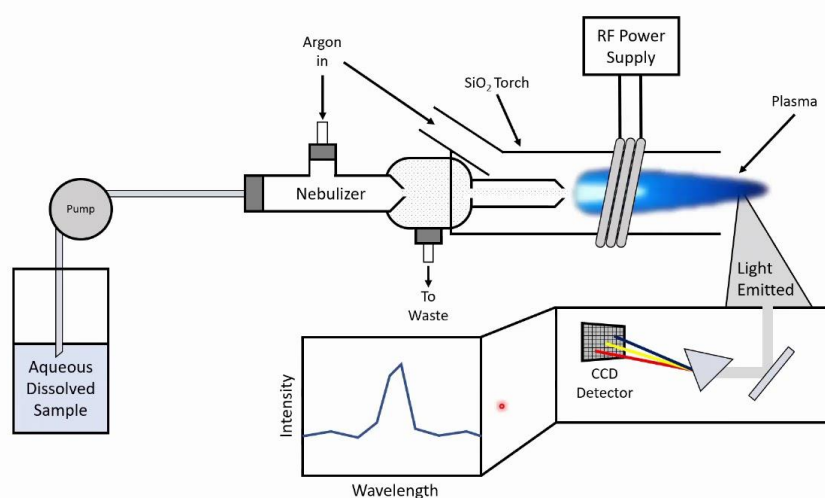 Argon
in
SiO₂ Torch
RF Power
Supply
Plasma
Pump
Nebulizer
To
Waste
Aqueous
Dissolved
Sample
Light
Emitted
CCD
Detector
Intensity
Wavelength